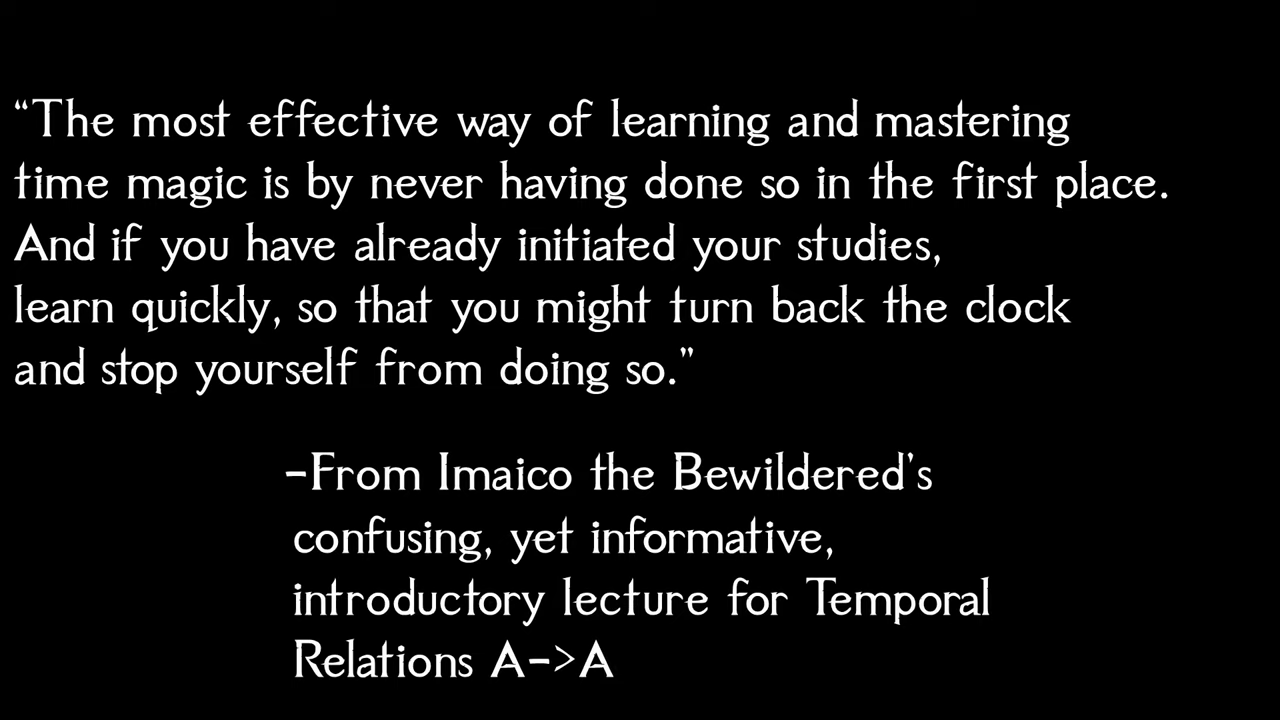 “The most effective way of learning and mastering
time magic is by never having done so in the first place.
And if you have already initiated your studies,
learn quickly, so that you might turn back the clock
and stop yourself from doing so.”
-From Imaico the Bewildered's
confusing, yet informative,
introductory lecture for Temporal
Relations A->A